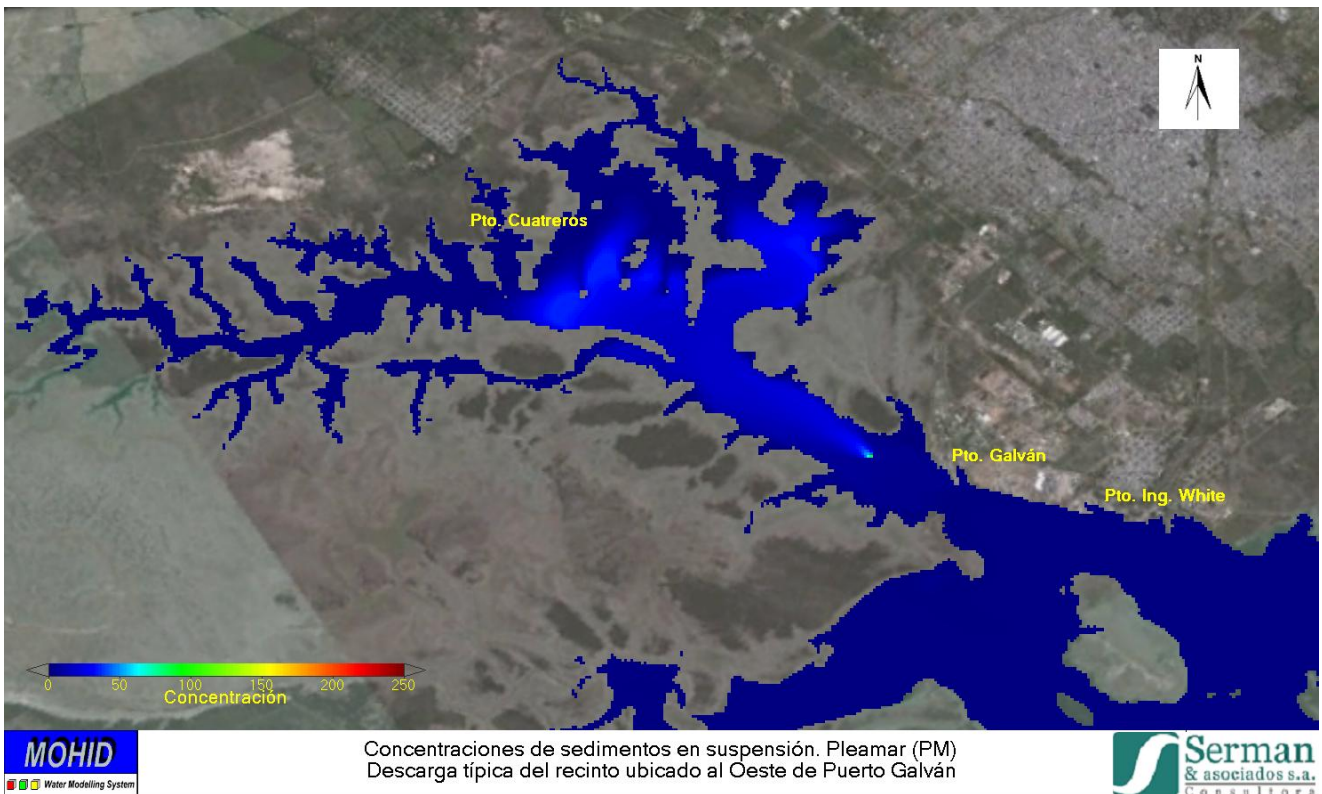 N
Pto. Cuatreros
Pto. Galván
Pto. Ing. White
0 50 100 150 200 250
Concentración
MOHID
Water Modelling System
Concentraciones de sedimentos en suspensión. Pleamar (PM)
Descarga típica del recinto ubicado al Oeste de Puerto Galván
Serman
& asociados s.a.
Consultora